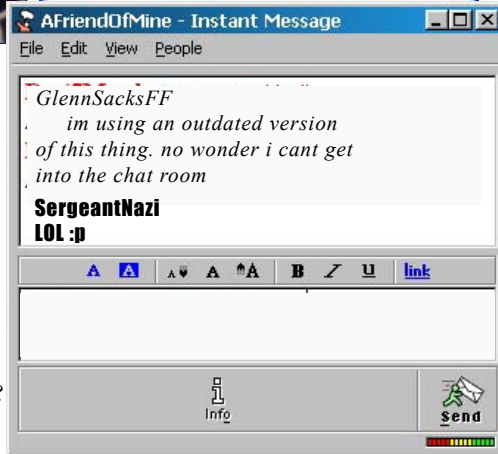 AFriendOfMine - Instant Message
File Edit View People
GlennSacksFF
im using an outdated version
of this thing. no wonder i cant get
into the chat room
SergeantNazi
LOL :p
A A A A A B I U link
Info
Send